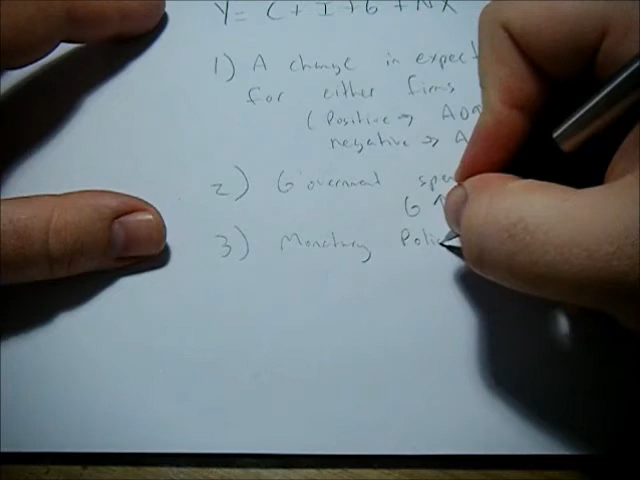 Y = C + I + G + NX
1) A change in expect
for either firms
(Positive → AD
negative → A
2) Government spe
G ↑
3) Monetary Poli